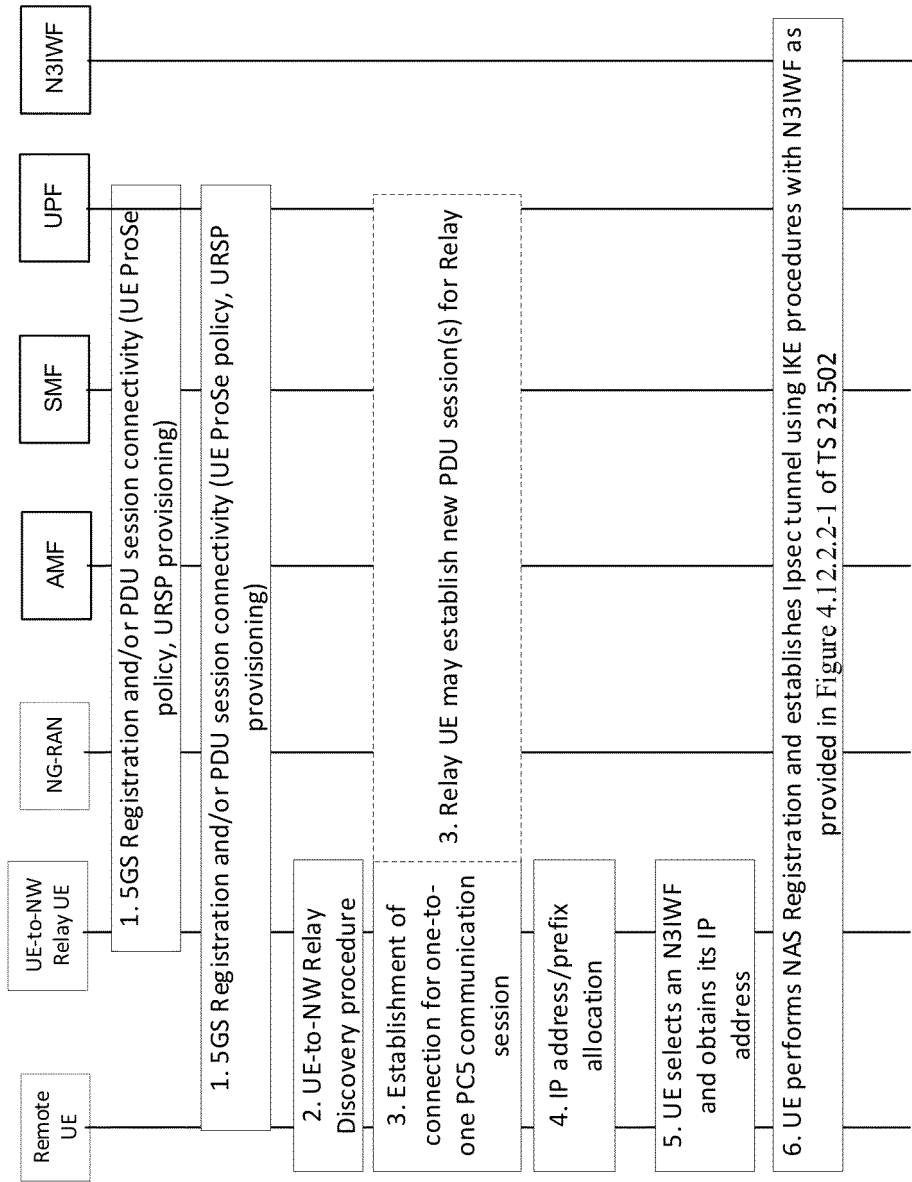 Remote
UE
UE-to-NW
Relay UE
NG-RAN
AMF
SMF
UPF
N3IWF
1. 5GS Registration and/or PDU session connectivity (UE ProSe
policy, URSP provisioning)
1. 5GS Registration and/or PDU session connectivity (UE ProSe policy, URSP
provisioning)
2. UE-to-NW Relay
Discovery procedure
3. Establishment of
connection for one-to-
one PC5 communication
session
3. Relay UE may establish new PDU session(s) for Relay
4. IP address/prefix
allocation
5. UE selects an N3IWF
and obtains its IP
address
6. UE performs NAS Registration and establishes Ipsec tunnel using IKE procedures with N3IWF as
provided in Figure 4.12.2.2-1 of TS 23.502